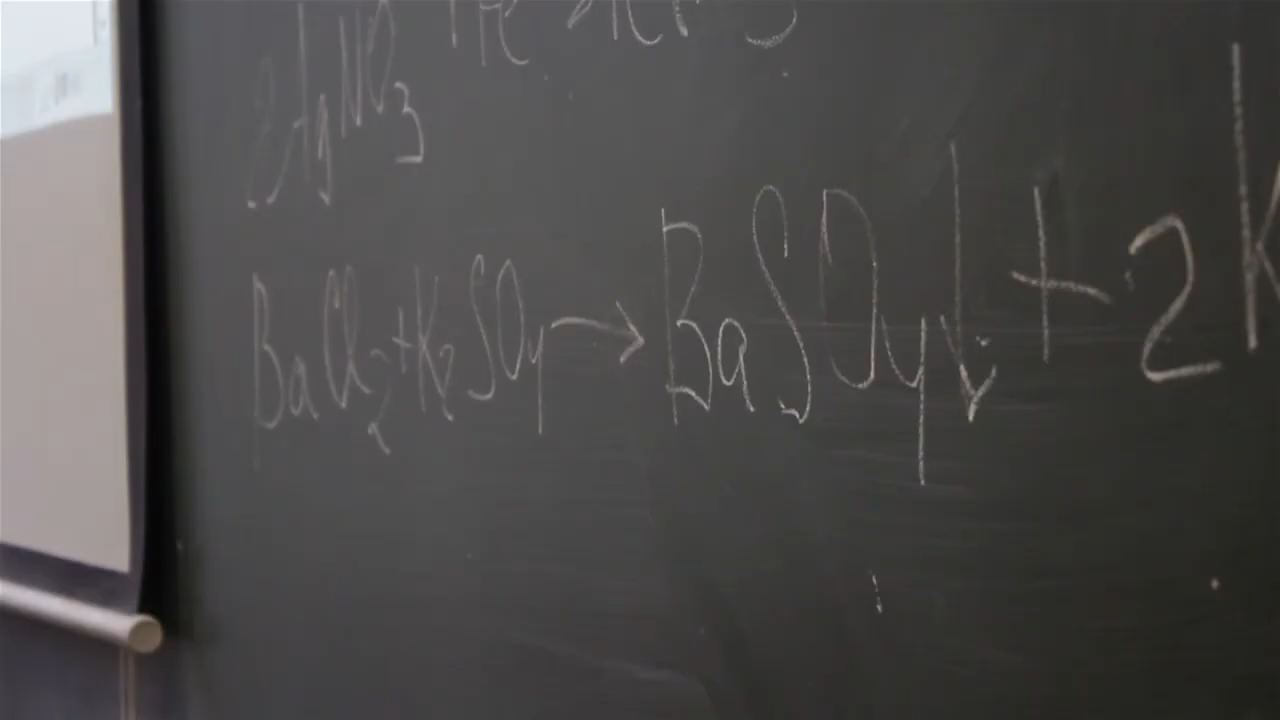 AgNO₃
BaCl₂ + K₂SO₄ → BaSO₄↓ + 2K